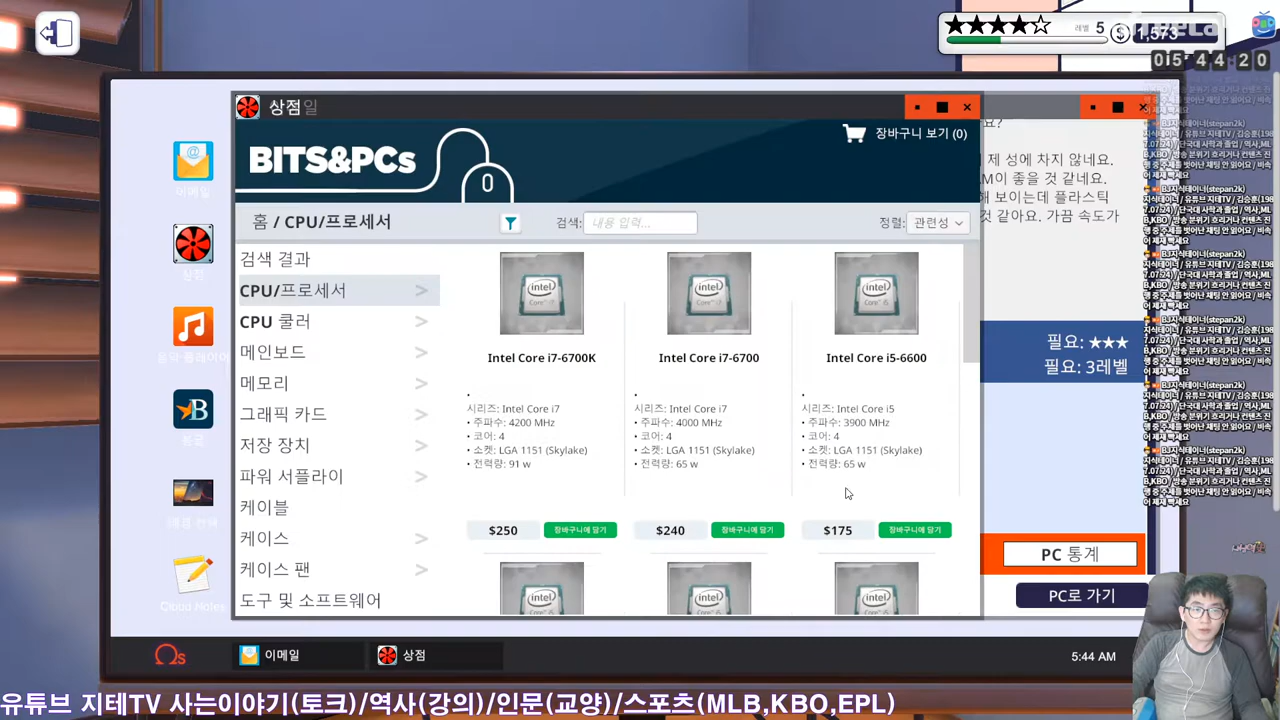 레벨 5
1,573
05:44:20
상점일
BITS&PCs
장바구니 보기 (0)
홈 / CPU/프로세서
검색: 내용 입력...
정렬: 관련성
검색 결과
CPU/프로세서
CPU 쿨러
메인보드
메모리
그래픽 카드
저장 장치
파워 서플라이
케이블
케이스
케이스 팬
도구 및 소프트웨어
Intel Core i7-6700K
시리즈: Intel Core i7
• 주파수: 4200 MHz
• 코어: 4
• 소켓: LGA 1151 (Skylake)
• 전력량: 91 w
$250 장바구니에 담기
Intel Core i7-6700
시리즈: Intel Core i7
• 주파수: 4000 MHz
• 코어: 4
• 소켓: LGA 1151 (Skylake)
• 전력량: 65 w
$240 장바구니에 담기
Intel Core i5-6600
시리즈: Intel Core i5
• 주파수: 3900 MHz
• 코어: 4
• 소켓: LGA 1151 (Skylake)
• 전력량: 65 w
$175 장바구니에 담기
이메일
상점
Cloud Notes
요?
제 성에 차지 않네요.
M이 좋을 것 같네요.
해 보이는데 플라스틱
것 같아요. 가끔 속도가
필요: ★★★
필요: 3레벨
PC 통계
PC로 가기
이메일
상점
5:44 AM
유튜브 지테TV 사는이야기(토크)/역사(강의)/인문(교양)/스포츠(MLB,KBO,EPL)